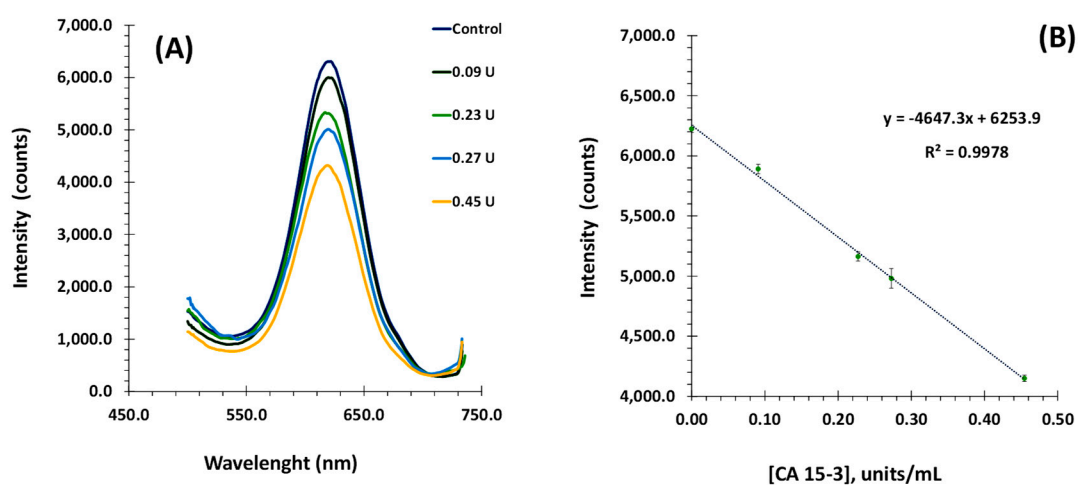 (A)
Intensity (counts)
7,000.0
6,000.0
5,000.0
4,000.0
3,000.0
2,000.0
1,000.0
0.0
450.0 550.0 650.0 750.0
Wavelenght (nm)
Control
0.09 U
0.23 U
0.27 U
0.45 U
(B)
Intensity (counts)
7,000.0
6,500.0
6,000.0
5,500.0
5,000.0
4,500.0
4,000.0
y = -4647.3x + 6253.9
R² = 0.9978
0.00 0.10 0.20 0.30 0.40 0.50
[CA 15-3], units/mL